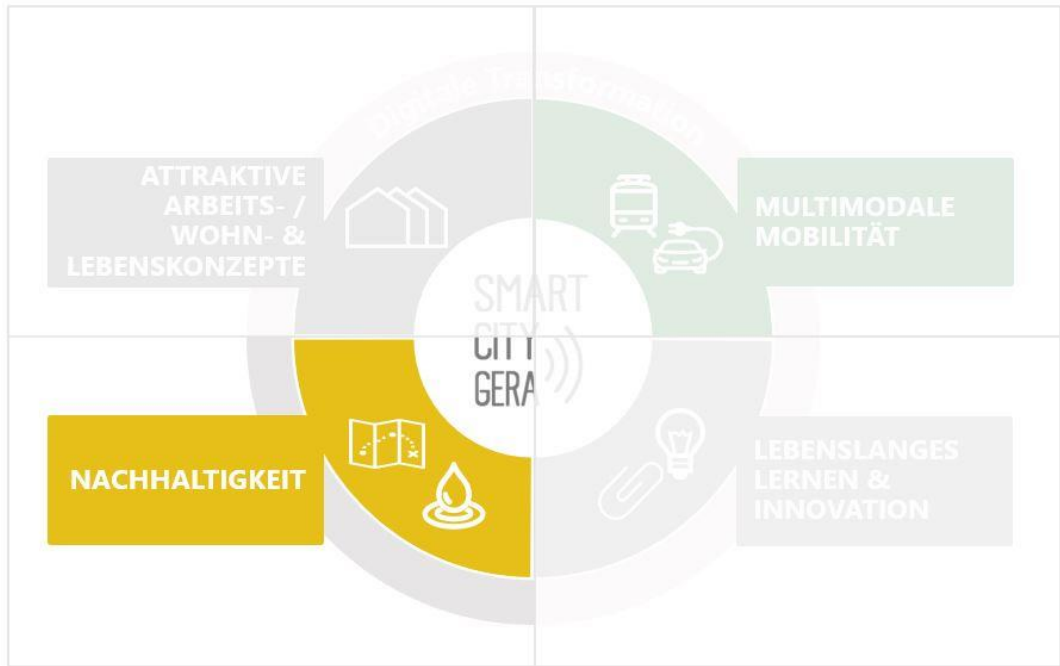 Digitale Transformation
ATTRAKTIVE
ARBEITS- /
WOHN- &
LEBENSKONZEPTE
MULTIMODALE
MOBILITÄT
SMART
CITY
GERA
NACHHALTIGKEIT
LEBENSLANGES
LERNEN &
INNOVATION